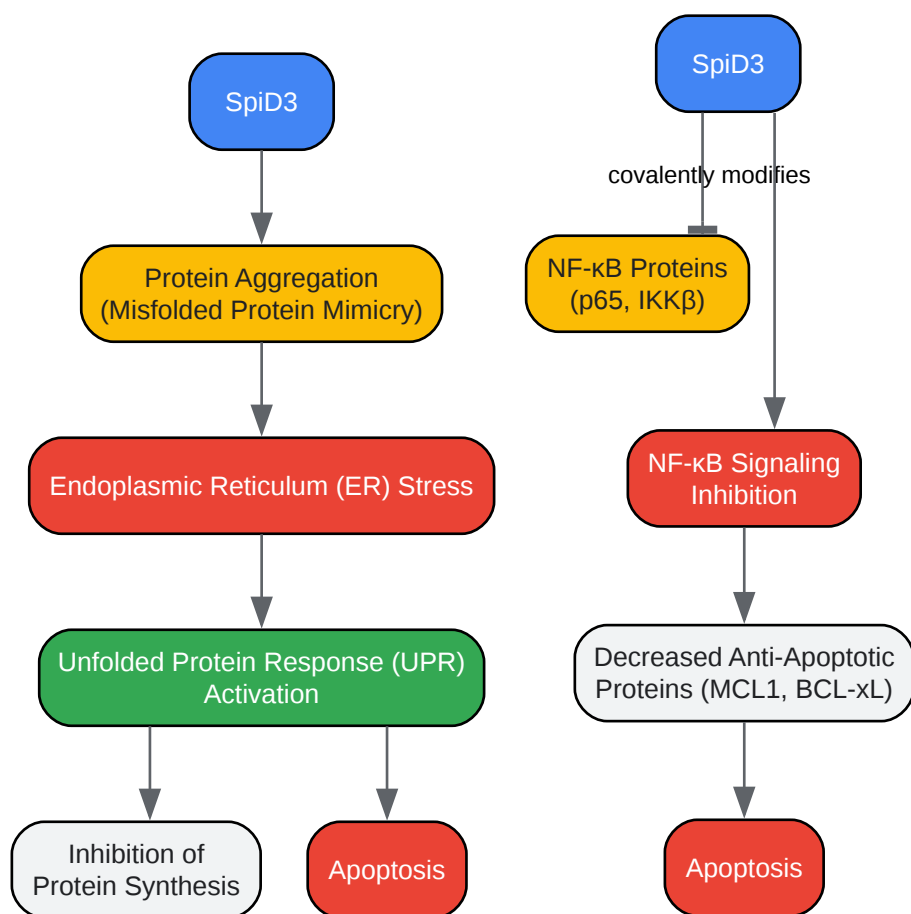 SpiD3
Protein Aggregation
(Misfolded Protein Mimicry)
Endoplasmic Reticulum (ER) Stress
Unfolded Protein Response (UPR)
Activation
Inhibition of
Protein Synthesis
Apoptosis
SpiD3
covalently modifies
NF-κB Proteins
(p65, IKKβ)
NF-κB Signaling
Inhibition
Decreased Anti-Apoptotic
Proteins (MCL1, BCL-xL)
Apoptosis